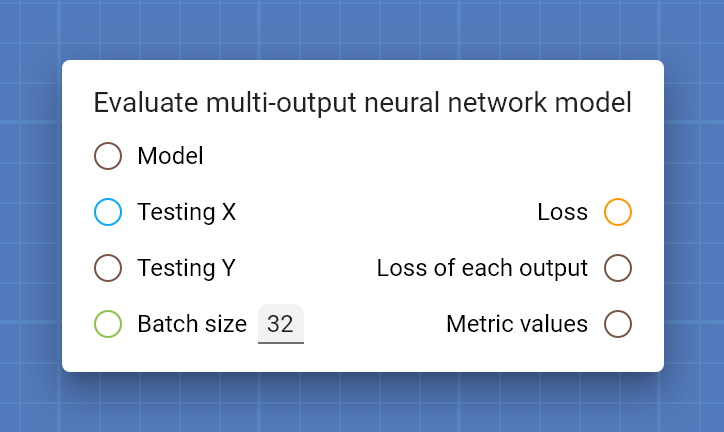 Evaluate multi-output neural network model
Model
Testing X
Loss
Testing Y
Loss of each output
Batch size 32
Metric values